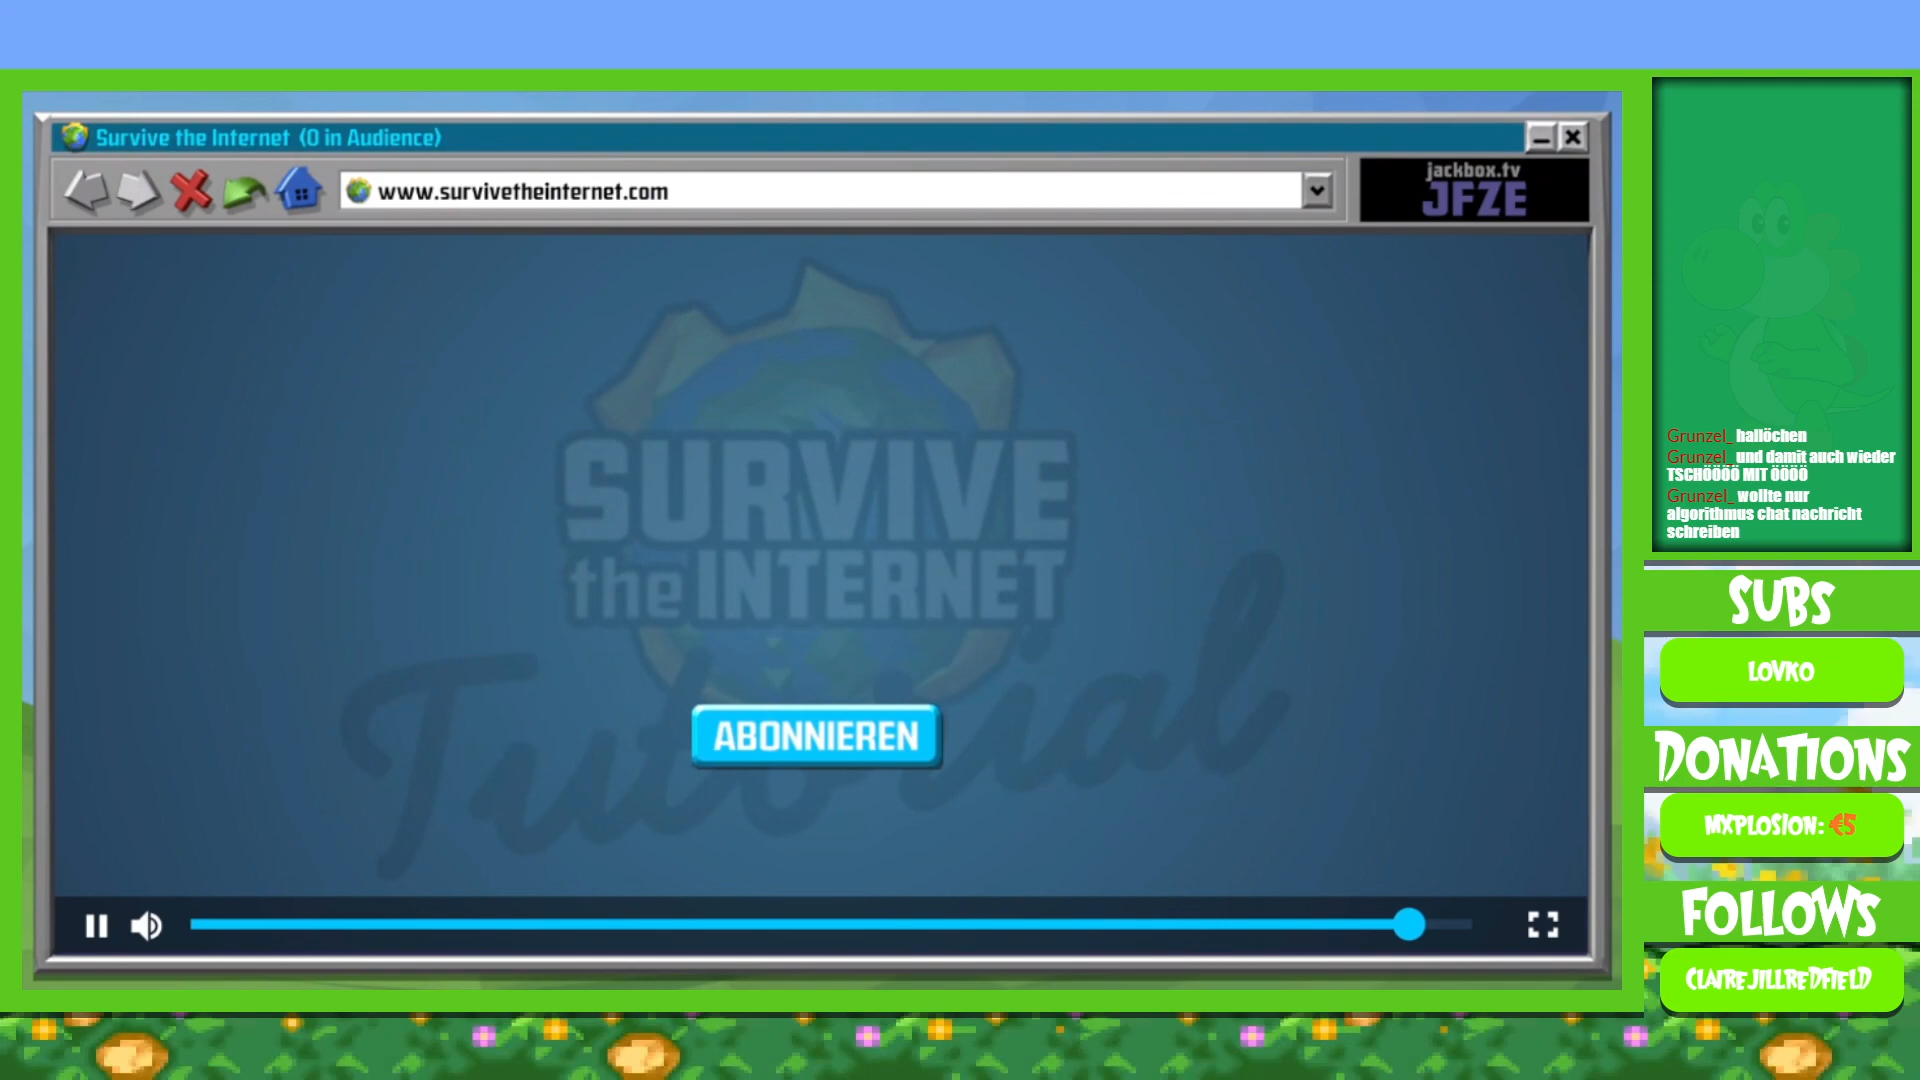 Survive the Internet (0 in Audience)
www.survivetheinternet.com
jackbox.tv
JFZE
SURVIVE
the INTERNET
Tutorial
ABONNIEREN
Grunzel_ hallöchen
Grunzel_ und damit auch wieder
TSCHÖÖÖÖ MIT ÖÖÖÖ
Grunzel_ wollte nur
algorithmus chat nachricht
schreiben
SUBS
LOVKO
DONATIONS
MXPLOSION: €5
FOLLOWS
CLAIREJILLREDFIELD